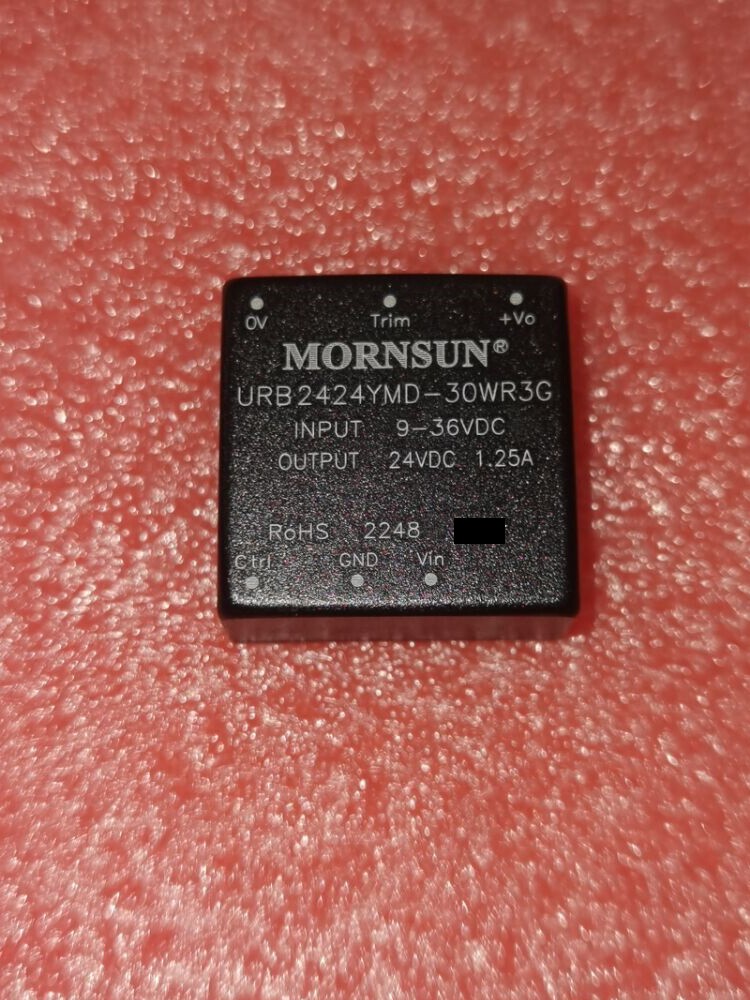 0V Trim +Vo
MORNSUN®
URB2424YMD-30WR3G
INPUT 9-36VDC
OUTPUT 24VDC 1.25A
RoHS 2248
Ctrl GND Vin